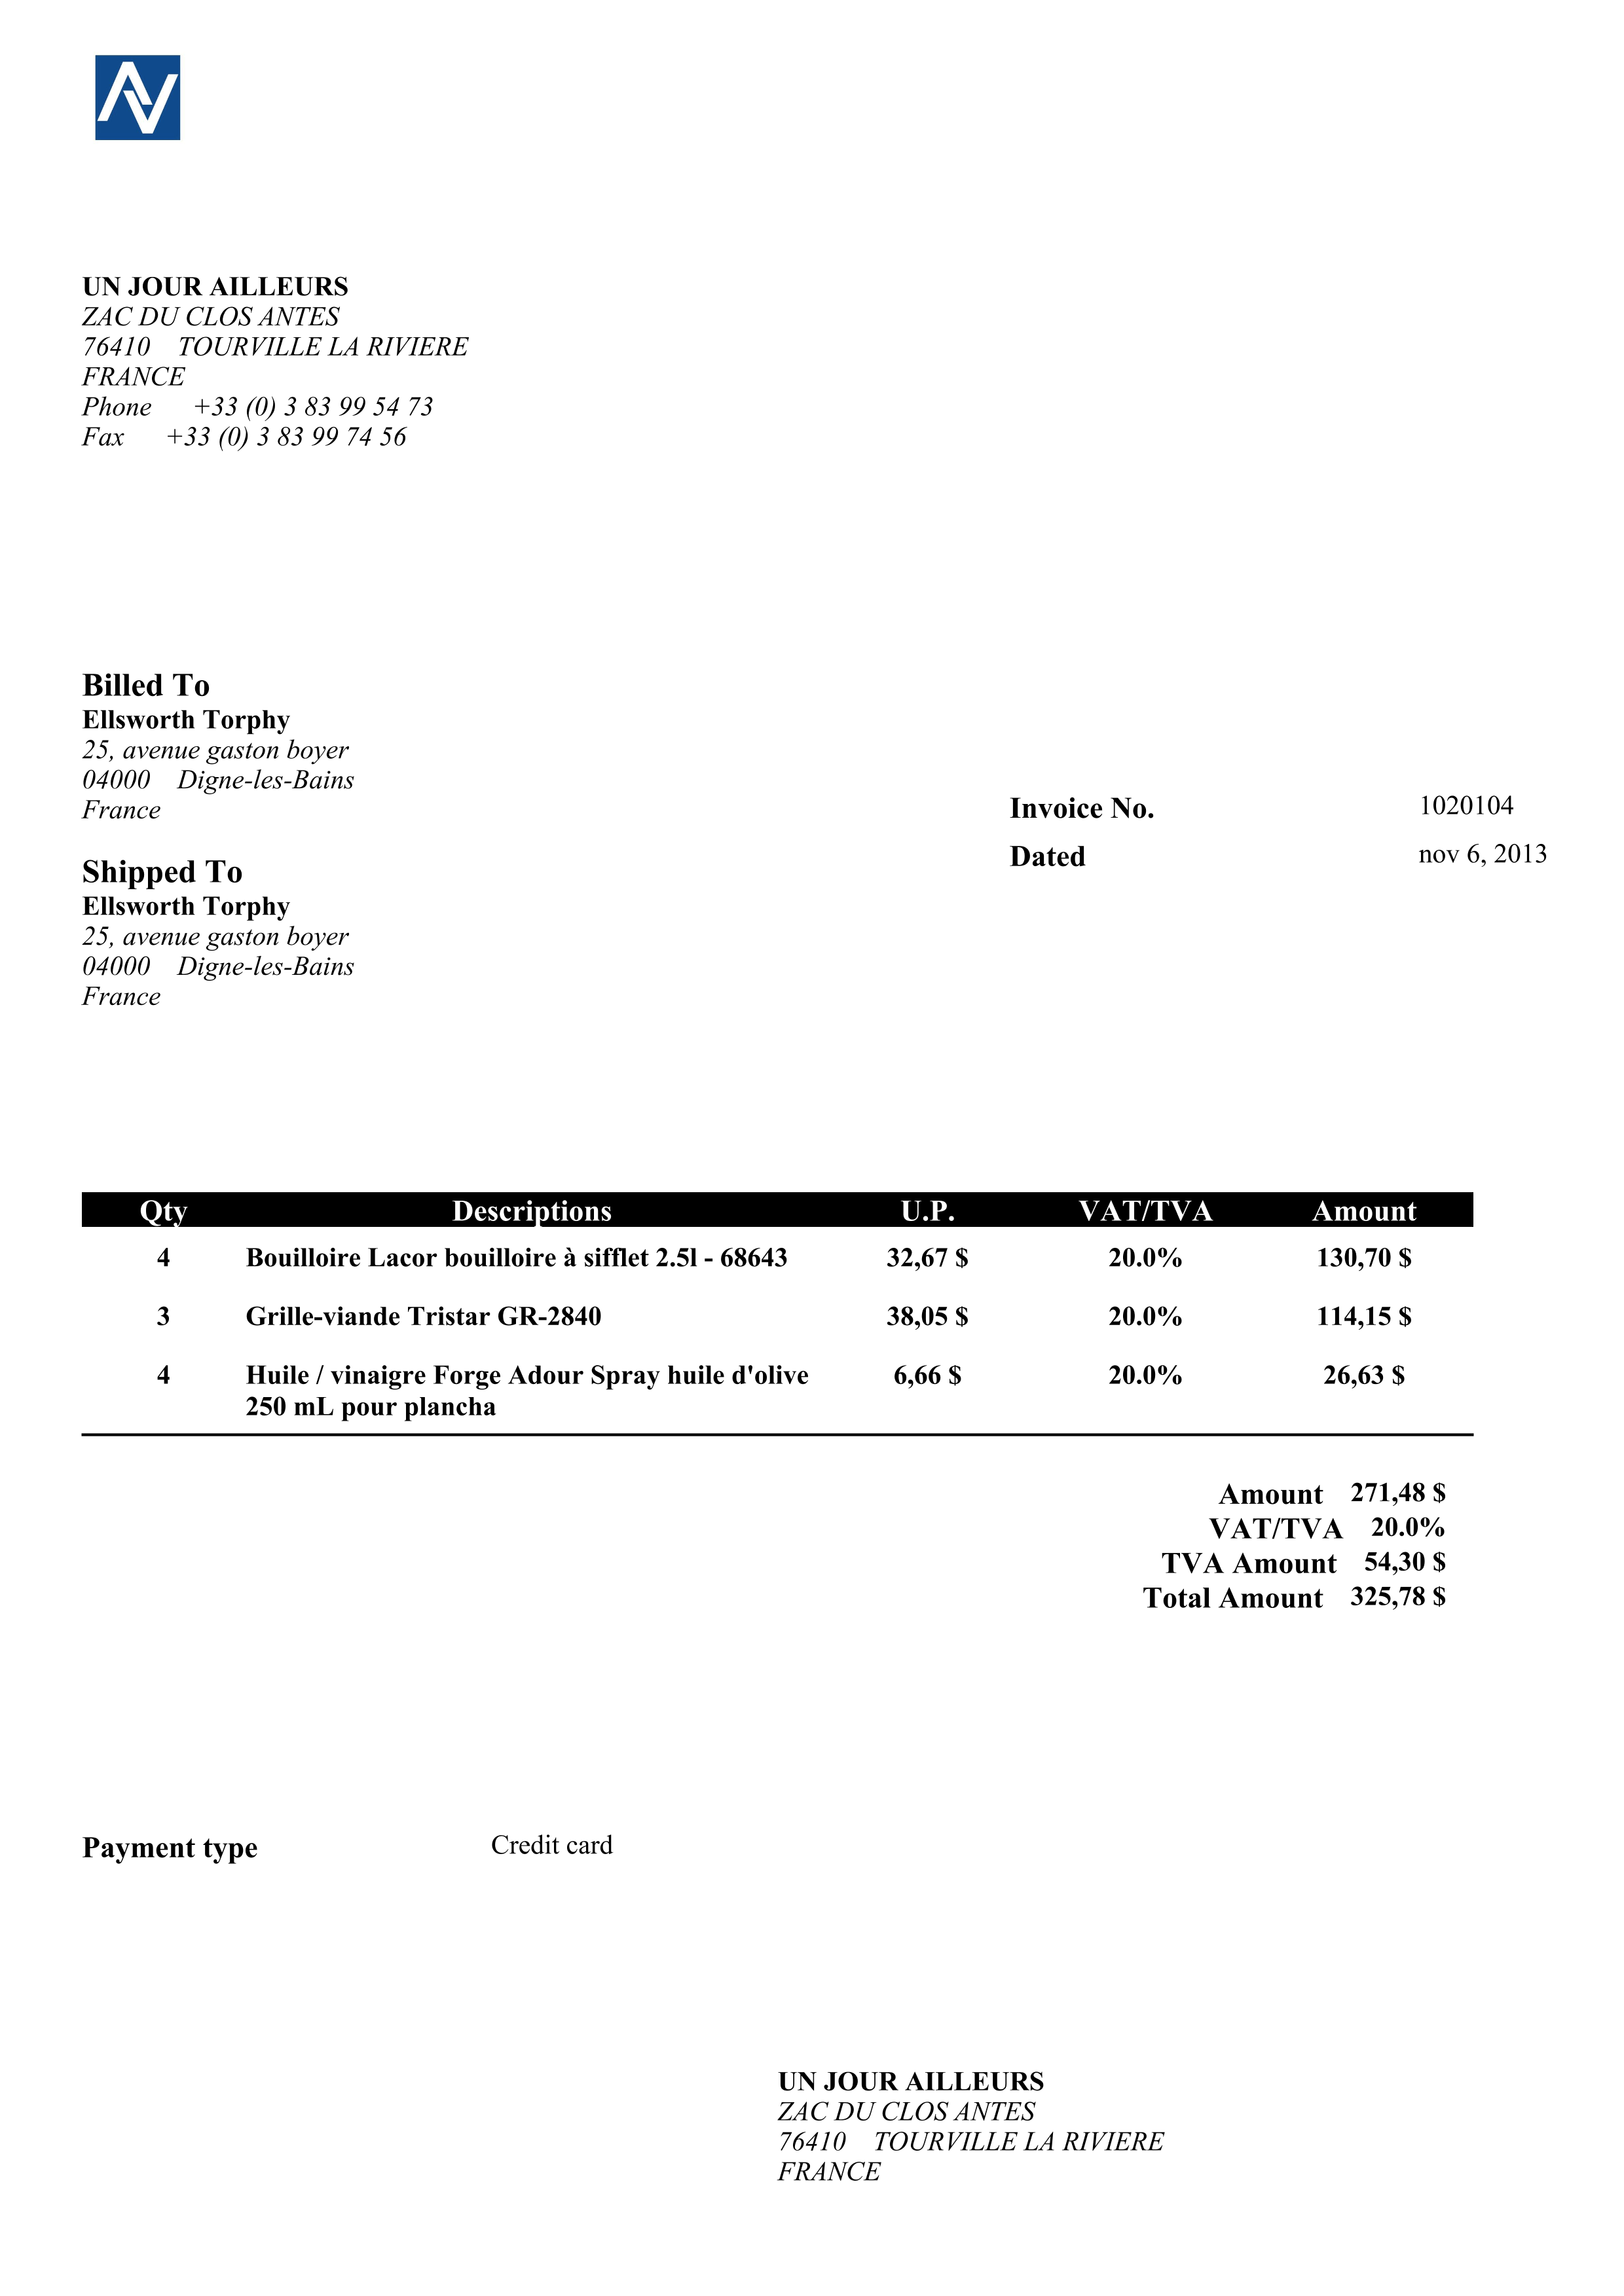 UN JOUR AILLEURS
ZAC DU CLOS ANTES
76410 TOURVILLE LA RIVIERE
FRANCE
Phone +33 (0) 3 83 99 54 73
Fax +33 (0) 3 83 99 74 56
Billed To
Ellsworth Torphy
25, avenue gaston boyer
04000 Digne-les-Bains
France
Invoice No. 1020104
Dated nov 6, 2013
Shipped To
Ellsworth Torphy
25, avenue gaston boyer
04000 Digne-les-Bains
France
Qty Descriptions U.P. VAT/TVA Amount
4 Bouilloire Lacor bouilloire à sifflet 2.5l - 68643 32,67 $ 20.0% 130,70 $
3 Grille-viande Tristar GR-2840 38,05 $ 20.0% 114,15 $
4 Huile / vinaigre Forge Adour Spray huile d'olive 6,66 $ 20.0% 26,63 $
250 mL pour plancha
Amount 271,48 $
VAT/TVA 20.0%
TVA Amount 54,30 $
Total Amount 325,78 $
Payment type Credit card
UN JOUR AILLEURS
ZAC DU CLOS ANTES
76410 TOURVILLE LA RIVIERE
FRANCE